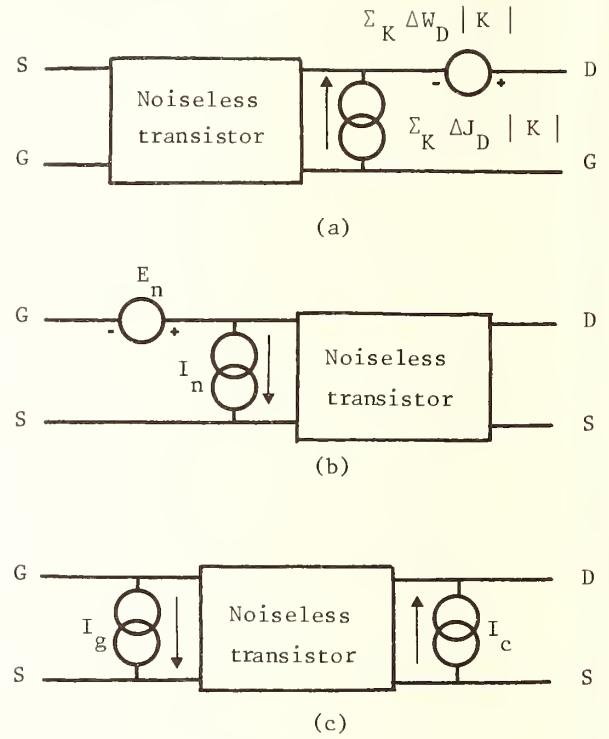 Σ_K ΔW_D | K |
S
D
Noiseless
transistor
- +
Σ_K ΔJ_D | K |
G
G
(a)
E_n
G
D
- +
I_n
Noiseless
transistor
S
S
(b)
G
D
I_g
Noiseless
transistor
I_c
S
S
(c)